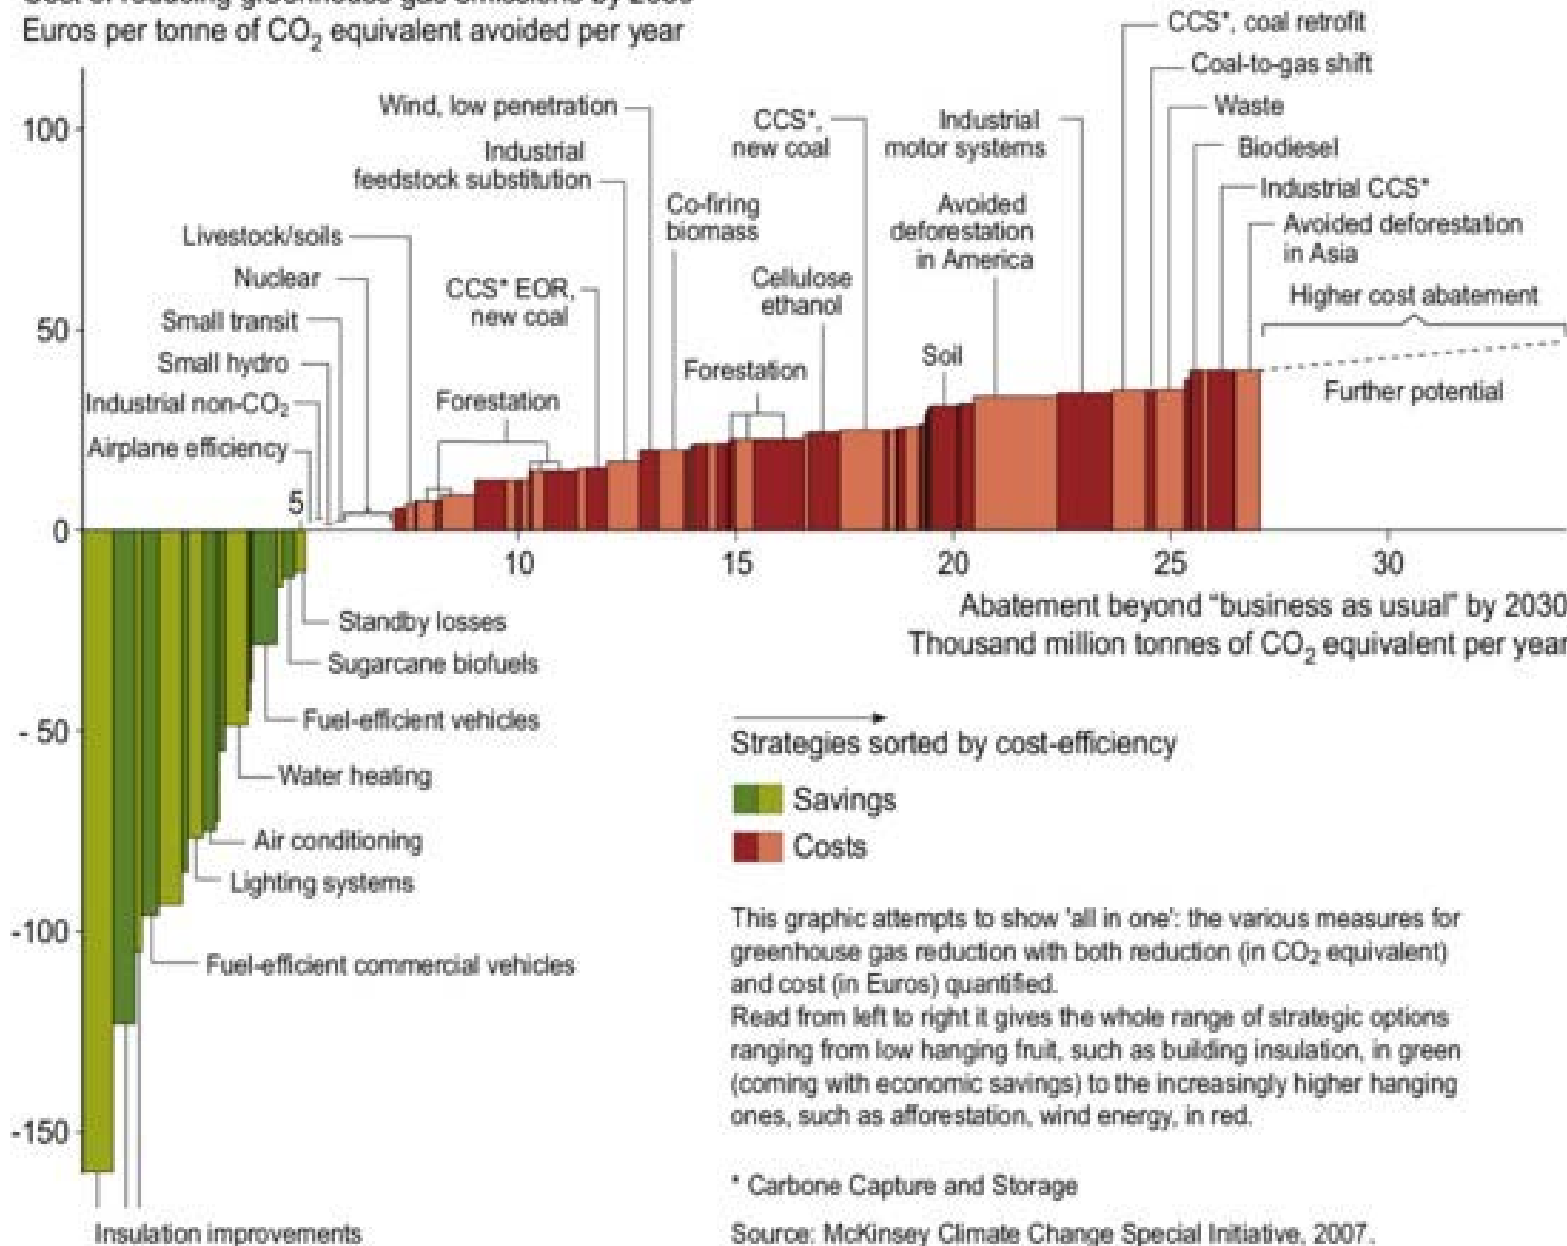 Cost of reducing greenhouse gas emissions by 2030
Euros per tonne of CO₂ equivalent avoided per year
100
50
0
- 50
-100
-150
5
10
15
20
25
30
Wind, low penetration
Industrial
feedstock substitution
Livestock/soils
Nuclear
Small transit
Small hydro
Industrial non-CO₂
Airplane efficiency
CCS* EOR,
new coal
Forestation
Co-firing
biomass
Forestation
Cellulose
ethanol
CCS*,
new coal
Industrial
motor systems
Avoided
deforestation
in America
Soil
CCS*, coal retrofit
Coal-to-gas shift
Waste
Biodiesel
Industrial CCS*
Avoided deforestation
in Asia
Higher cost abatement
Further potential
Abatement beyond “business as usual” by 2030
Thousand million tonnes of CO₂ equivalent per year
Standby losses
Sugarcane biofuels
Fuel-efficient vehicles
Water heating
Air conditioning
Lighting systems
Fuel-efficient commercial vehicles
Insulation improvements
Strategies sorted by cost-efficiency
Savings
Costs
This graphic attempts to show 'all in one': the various measures for
greenhouse gas reduction with both reduction (in CO₂ equivalent)
and cost (in Euros) quantified.
Read from left to right it gives the whole range of strategic options
ranging from low hanging fruit, such as building insulation, in green
(coming with economic savings) to the increasingly higher hanging
ones, such as afforestation, wind energy, in red.
* Carbone Capture and Storage
Source: McKinsey Climate Change Special Initiative, 2007.